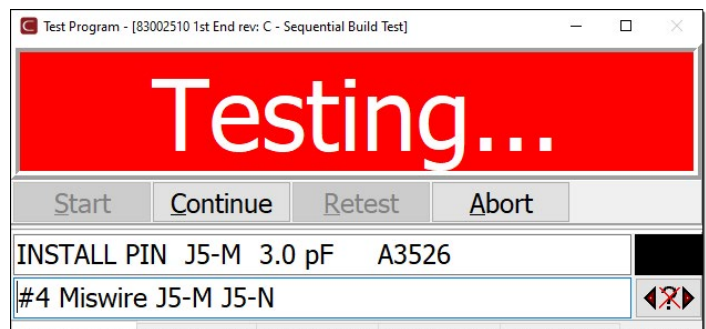 Test Program - [83002510 1st End rev: C - Sequential Build Test]
Testing...
Start Continue Retest Abort
INSTALL PIN J5-M 3.0 pF A3526
#4 Miswire J5-M J5-N